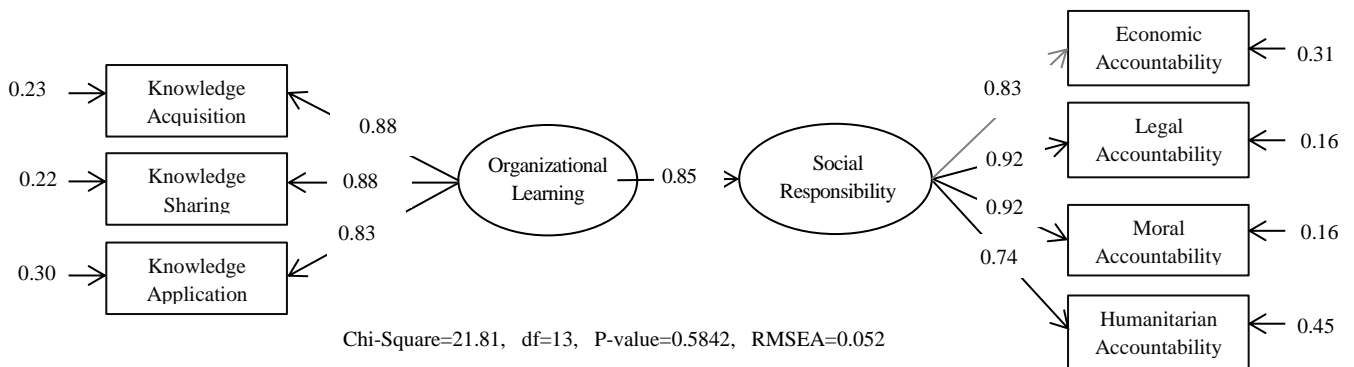 Economic
Accountability
0.31
0.83
Knowledge
Acquisition
0.23
0.88
Legal
Accountability
0.16
0.92
Organizational
Learning
0.85
Social
Responsibility
Knowledge
Sharing
0.22
0.88
0.92
Moral
Accountability
0.16
0.83
0.74
Knowledge
Application
0.30
Humanitarian
Accountability
0.45
Chi-Square=21.81, df=13, P-value=0.5842, RMSEA=0.052